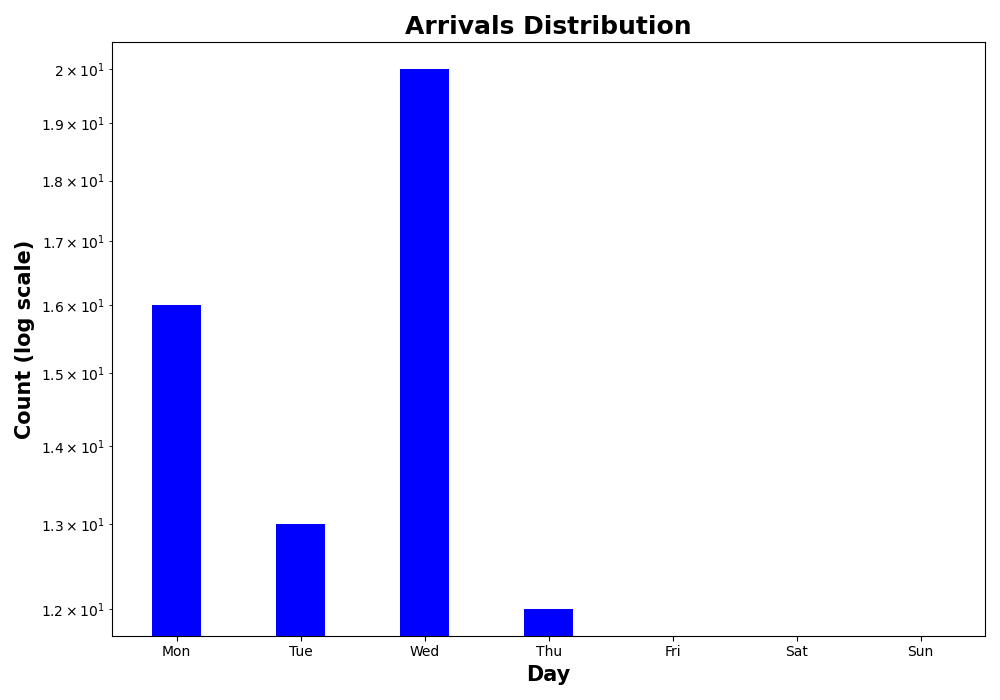 Arrivals Distribution
Count (log scale)
2 × 10¹
1.9 × 10¹
1.8 × 10¹
1.7 × 10¹
1.6 × 10¹
1.5 × 10¹
1.4 × 10¹
1.3 × 10¹
1.2 × 10¹
Mon Tue Wed Thu Fri Sat Sun
Day